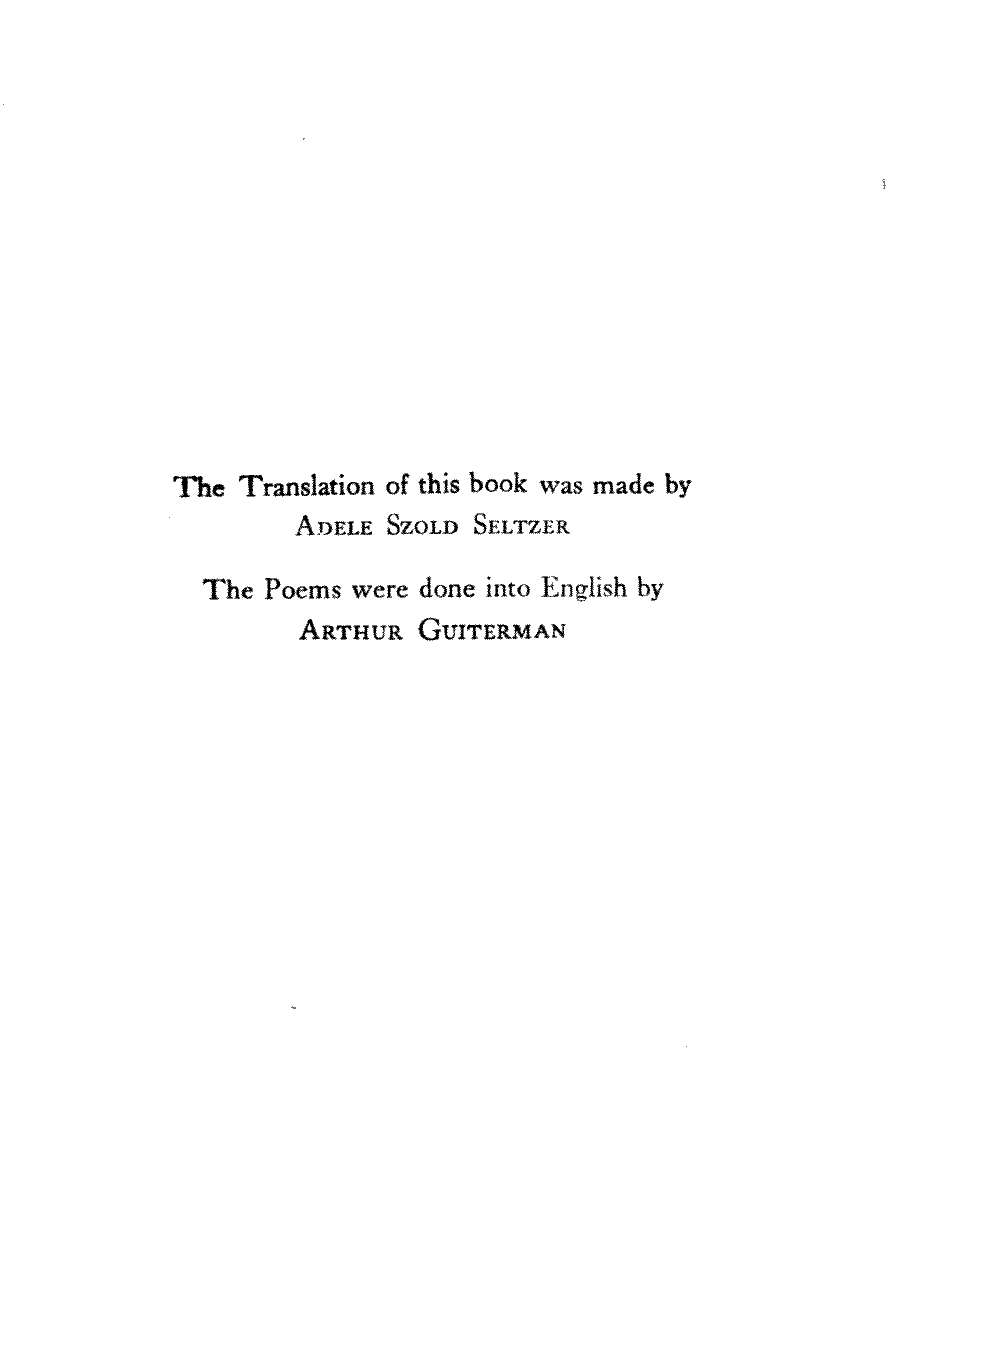 The Translation of this book was made by
ADELE SZOLD SELTZER
The Poems were done into English by
ARTHUR GUITERMAN